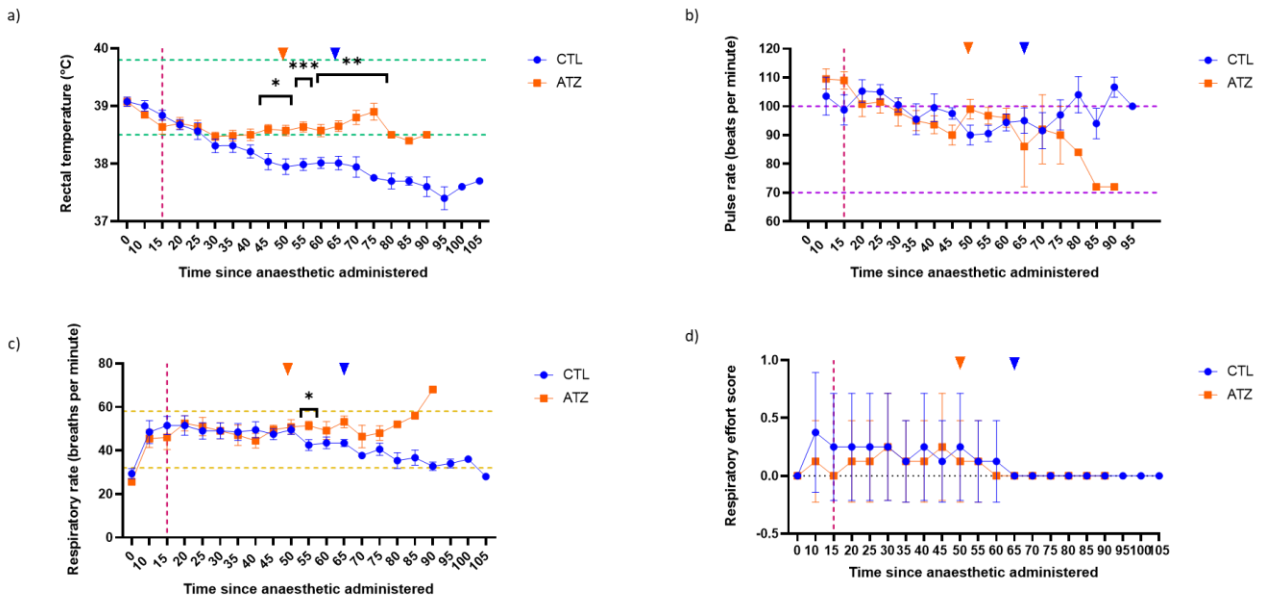 a)
Rectal temperature (°C)
40
39
38
37
0 10 15 20 25 30 35 40 45 50 55 60 65 70 75 80 85 90 95 100 105
Time since anaesthetic administered
*
***
**
CTL
ATZ
b)
Pulse rate (beats per minute)
120
110
100
90
80
70
60
0 10 15 20 25 30 35 40 45 50 55 60 65 70 75 80 85 90 95
Time since anaesthetic administered
CTL
ATZ
c)
Respiratory rate (breaths per minute)
80
60
40
20
0
0 10 15 20 25 30 35 40 45 50 55 60 65 70 75 80 85 90 95 100 105
Time since anaesthetic administered
*
CTL
ATZ
d)
Respiratory effort score
1.0
0.5
0.0
-0.5
0 10 15 20 25 30 35 40 45 50 55 60 65 70 75 80 85 90 95 100 105
Time since anaesthetic administered
CTL
ATZ